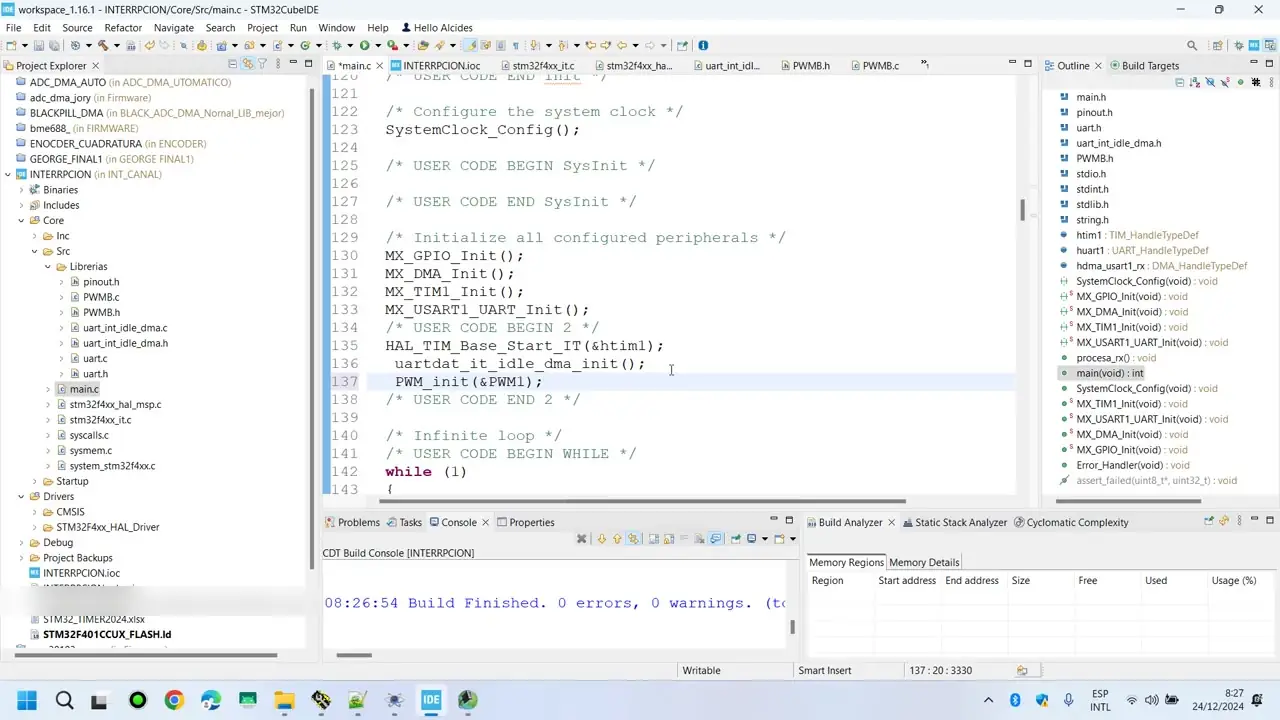 workspace_1.16.1 - INTERRPCION/Core/Src/main.c - STM32CubeIDE
File Edit Source Refactor Navigate Search Project Run Window Help Hello Alcides
Project Explorer
*main.c INTERRPCION.ioc stm32f4xx_it.c stm32f4xx_ha... uart_int_idl... PWMB.h PWMB.c
Outline Build Targets
ADC_DMA_AUTO (in ADC_DMA_UTOMATICO)
adc_dma_jory (in Firmware)
BLACKPILL_DMA (in BLACK_ADC_DMA_Nornal_LIB_mejor)
bme688_ (in FIRMWARE)
ENOCDER_CUADRATURA (in ENCODER)
GEORGE_FINAL1 (in GEORGE FINAL1)
INTERRPCION (in INT_CANAL)
Binaries
Includes
Core
Inc
Src
Librerias
pinout.h
PWMB.c
PWMB.h
uart_int_idle_dma.c
uart_int_idle_dma.h
uart.c
uart.h
main.c
stm32f4xx_hal_msp.c
stm32f4xx_it.c
syscalls.c
sysmem.c
system_stm32f4xx.c
Startup
Drivers
CMSIS
STM32F4xx_HAL_Driver
Debug
Project Backups
INTERRPCION.ioc
STM32_TIMER2024.xlsx
STM32F401CCUX_FLASH.ld
120 /* USER CODE END Init */
121
122 /* Configure the system clock */
123 SystemClock_Config();
124
125 /* USER CODE BEGIN SysInit */
126
127 /* USER CODE END SysInit */
128
129 /* Initialize all configured peripherals */
130 MX_GPIO_Init();
131 MX_DMA_Init();
132 MX_TIM1_Init();
133 MX_USART1_UART_Init();
134 /* USER CODE BEGIN 2 */
135 HAL_TIM_Base_Start_IT(&htim1);
136 uartdat_it_idle_dma_init();
137 PWM_init(&PWM1);
138 /* USER CODE END 2 */
139
140 /* Infinite loop */
141 /* USER CODE BEGIN WHILE */
142 while (1)
143 {
main.h
pinout.h
uart.h
uart_int_idle_dma.h
PWMB.h
stdio.h
stdint.h
stdlib.h
string.h
htim1 : TIM_HandleTypeDef
huart1 : UART_HandleTypeDef
hdma_usart1_rx : DMA_HandleTypeDef
SystemClock_Config(void) : void
MX_GPIO_Init(void) : void
MX_DMA_Init(void) : void
MX_TIM1_Init(void) : void
MX_USART1_UART_Init(void) : void
procesa_rx() : void
main(void) : int
SystemClock_Config(void) : void
MX_TIM1_Init(void) : void
MX_USART1_UART_Init(void) : void
MX_DMA_Init(void) : void
MX_GPIO_Init(void) : void
Error_Handler(void) : void
assert_failed(uint8_t*, uint32_t) : void
Problems Tasks Console Properties
CDT Build Console [INTERRPCION]
08:26:54 Build Finished. 0 errors, 0 warnings. (to
Build Analyzer Static Stack Analyzer Cyclomatic Complexity
Memory Regions Memory Details
Region Start address End address Size Free Used Usage (%)
Writable Smart Insert 137 : 20 : 3330
ESP
INTL
8:27
24/12/2024